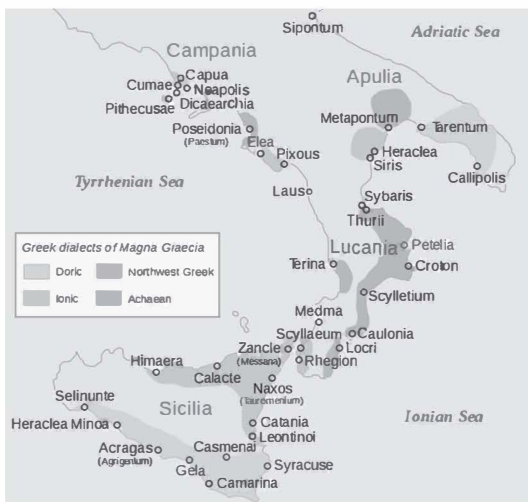 Sipontum
Adriatic Sea
Campania
Capua
Cumae
Neapolis
Dicaearchia
Pithecusae
Apulia
Metapontum
Tarentum
Poseidonia
(Paestum)
Elea
Pixous
Heraclea
Siris
Callipolis
Tyrrhenian Sea
Laus
Sybaris
Thurii
Lucania
Petelia
Croton
Terina
Scylletium
Greek dialects of Magna Giaecia
Doric
Northwest Greek
Ionic
Achaean
Medma
Scyllaeum
Caulonia
Zancle
(Messana)
Locri
Rhegion
Himaera
Calacte
Naxos
(Tauromenium)
Selinunte
Sicilia
Ionian Sea
Heraclea Minoa
Catania
Leontinoi
Acragas
(Agrigentum)
Casmenai
Gela
Syracuse
Camarina